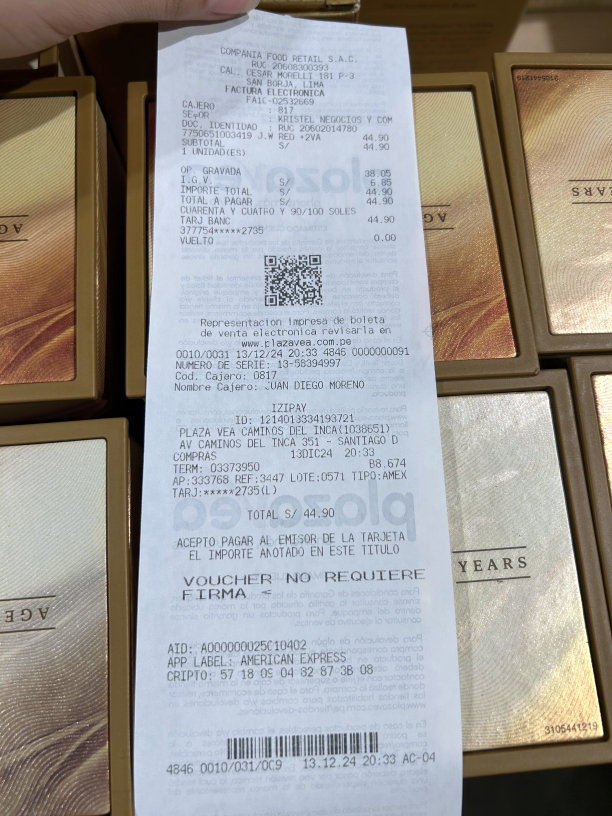 COMPANIA FOOD RETAIL S.A.C.
RUC 20608300393
CAL. CESAR MORELLI 181 P-3
SAN BORJA, LIMA
FACTURA ELECTRONICA
FA1C-02532669
CAJERO : 817
SEÑOR : KRISTEL NEGOCIOS Y COM
DOC. IDENTIDAD : RUC 20602014780
7750651003419 J.W RED +2VA 44.90
SUBTOTAL S/ 44.90
1 UNIDAD(ES)
OP. GRAVADA 38.05
I.G.V. S/ 6.85
IMPORTE TOTAL S/ 44.90
TOTAL A PAGAR S/ 44.90
CUARENTA Y CUATRO Y 90/100 SOLES
TARJ BANC 44.90
377754*****2735
VUELTO 0.00
Representacion impresa de boleta
de venta electronica revisarla en
www.plazavea.com.pe
0010/0031 13/12/24 20:33 4846 0000000091
NUMERO DE SERIE: 13-58394997
Cod. Cajero: 0817
Nombre Cajero: JUAN DIEGO MORENO
IZIPAY
ID: 1214013334193721
PLAZA VEA CAMINOS DEL INCA(1038651)
AV CAMINOS DEL INCA 351 - SANTIAGO D
COMPRAS 13DIC24 20:33
TERM: 03373950 B8.674
AP:333768 REF:3447 LOTE:0571 TIPO:AMEX
TARJ:*****2735(L)
TOTAL S/ 44.90
ACEPTO PAGAR AL EMISOR DE LA TARJETA
EL IMPORTE ANOTADO EN ESTE TITULO
VOUCHER NO REQUIERE
FIRMA <
AID: A000000025C10402
APP LABEL: AMERICAN EXPRESS
CRIPTO: 57 18 09 04 82 87 3B 08
4846 0010/031/0C9 13.12.24 20:33 AC-04
9105441219
YEARS
AGE
YEARS
AGE
3105441219